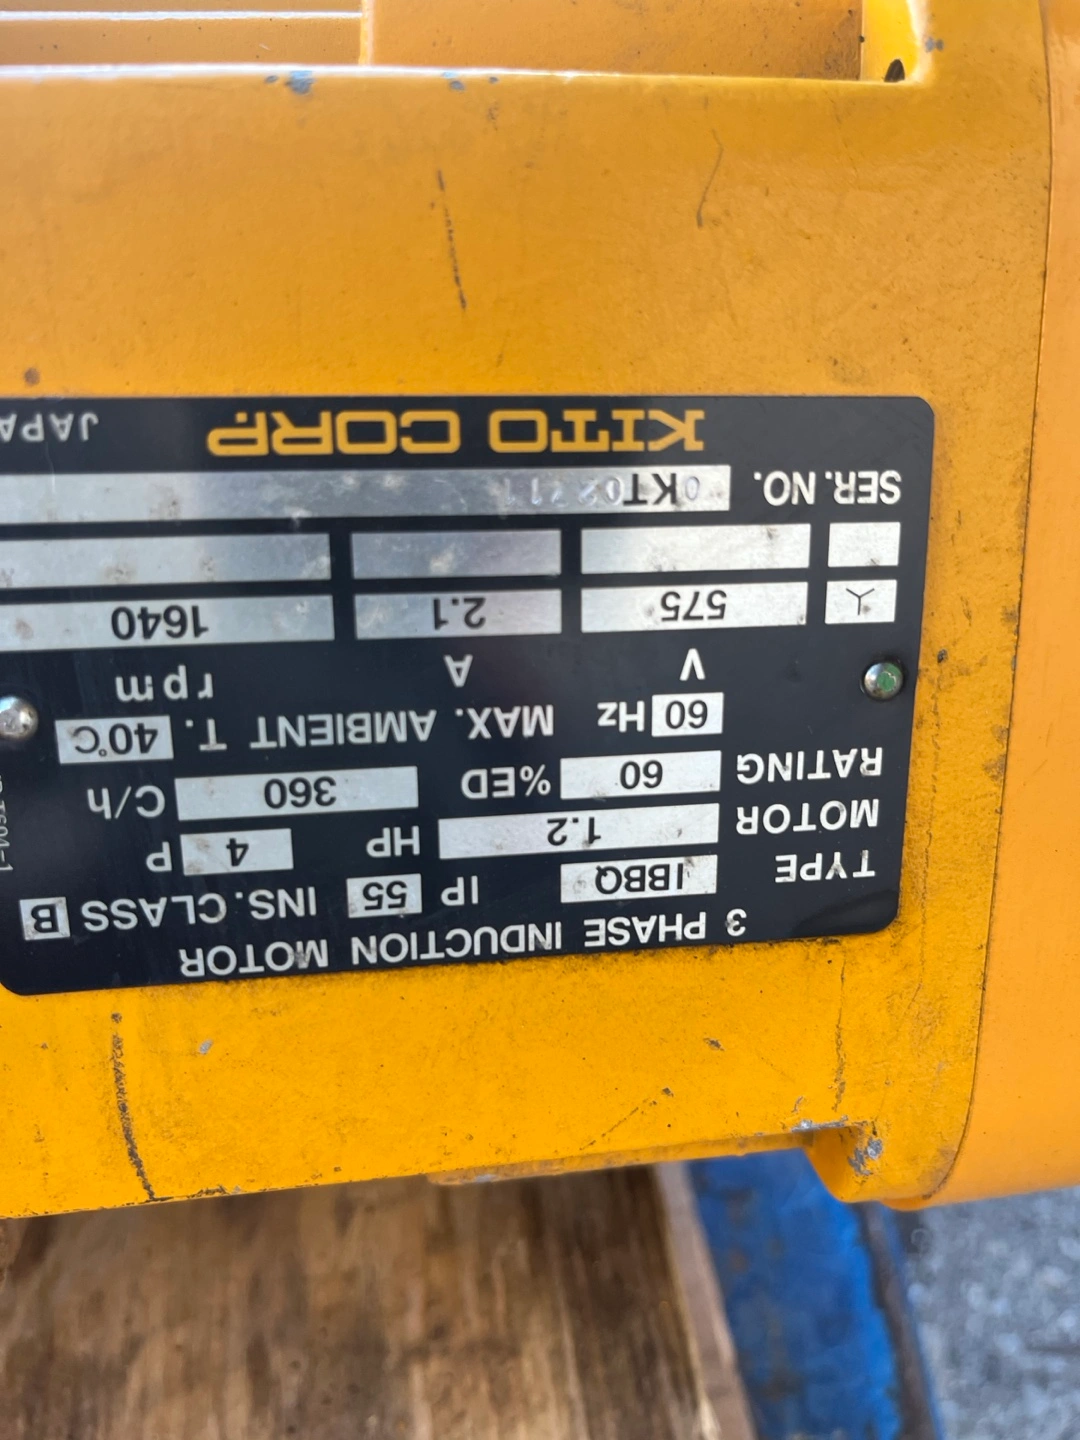 3 PHASE INDUCTION MOTOR
TYPE IBBQ IP 55 INS. CLASS B
MOTOR 1.2 HP 4 P
RATING 60 %ED 360 C/h
60 Hz MAX. AMBIENT T. 40°C
V A rpm
575 2.1 1640
SER. NO.
KITO CORP. JAPA